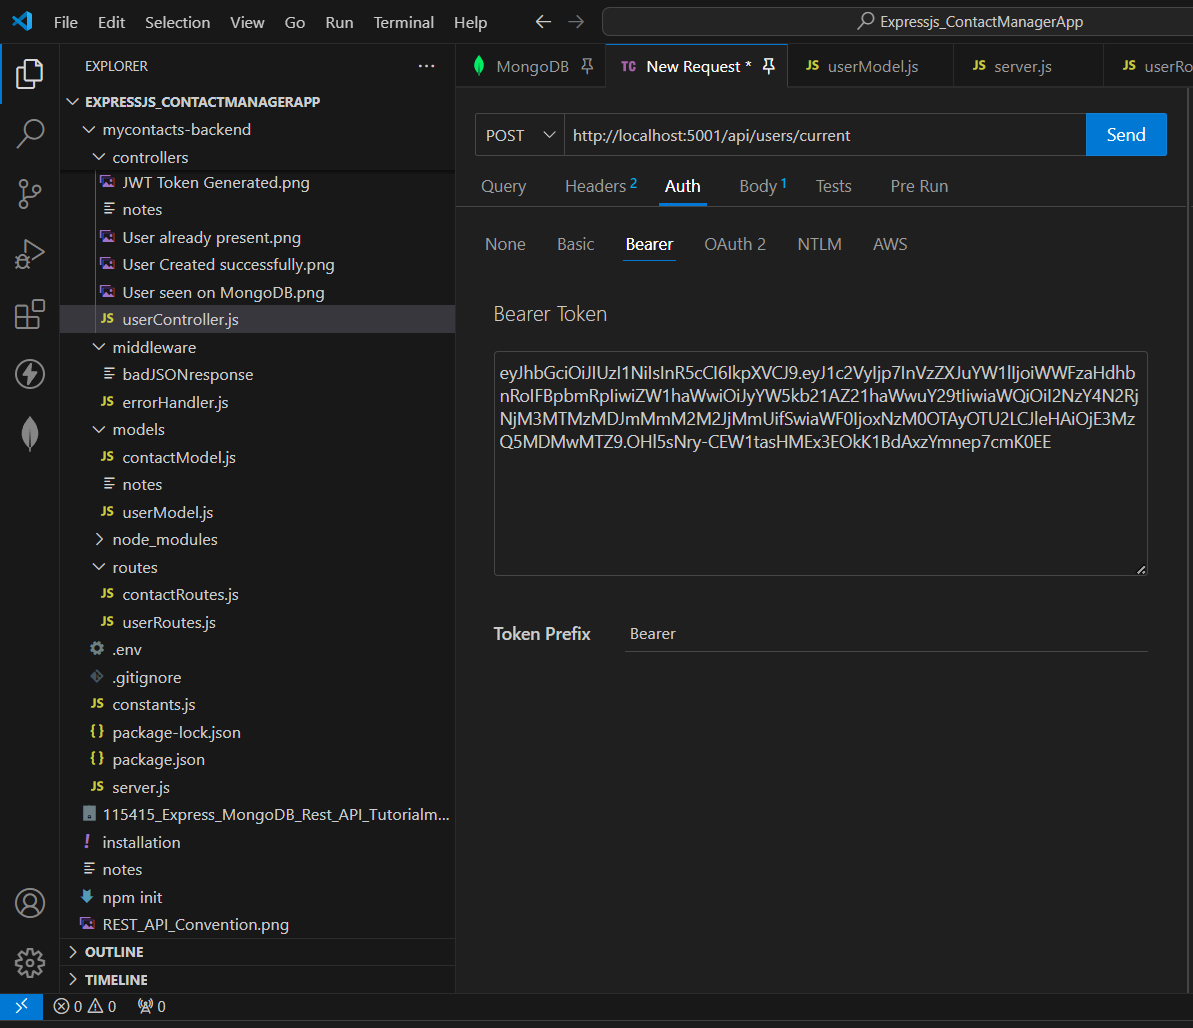 File Edit Selection View Go Run Terminal Help
Expressjs_ContactManagerApp
EXPLORER
EXPRESSJS_CONTACTMANAGERAPP
mycontacts-backend
controllers
JWT Token Generated.png
notes
User already present.png
User Created successfully.png
User seen on MongoDB.png
JS userController.js
middleware
badJSONresponse
JS errorHandler.js
models
JS contactModel.js
notes
JS userModel.js
node_modules
routes
JS contactRoutes.js
JS userRoutes.js
.env
.gitignore
JS constants.js
{} package-lock.json
{} package.json
JS server.js
115415_Express_MongoDB_Rest_API_Tutorialm...
! installation
notes
npm init
REST_API_Convention.png
OUTLINE
TIMELINE
0 0 0
MongoDB
TC New Request *
JS userModel.js
JS server.js
JS userRo
POST http://localhost:5001/api/users/current Send
Query Headers 2 Auth Body 1 Tests Pre Run
None Basic Bearer OAuth 2 NTLM AWS
Bearer Token
eyJhbGciOiJIUzI1NiIsInR5cCI6IkpXVCJ9.eyJ1c2VyIjp7InVzZXJuYW1lIjoiWWFzaHdhb
nRoIFBpbmRpIiwiZW1haWwiOiJyYW5kb21AZ21haWwuY29tIiwiaWQiOiI2NzY4N2Rj
NjM3MTMzMDJmMmM2M2JjMmUifSwiaWF0IjoxNzM0OTAyOTU2LCJleHAiOjE3Mz
Q5MDMwMTZ9.OHl5sNry-CEW1tasHMEx3EOkK1BdAxzYmnep7cmK0EE
Token Prefix Bearer